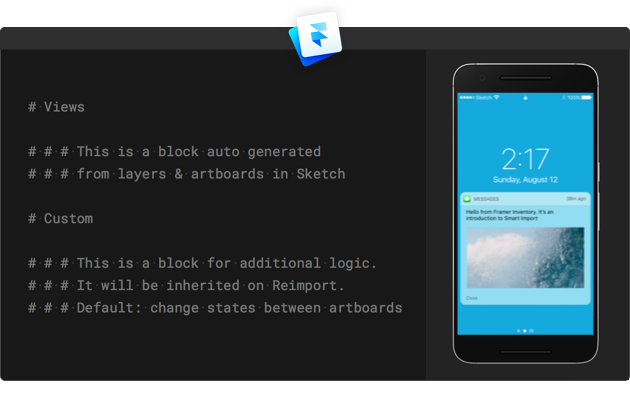 # Views
# # # This is a block auto generated
# # # from layers & artboards in Sketch
# Custom
# # # This is a block for additional logic.
# # # It will be inherited on Reimport.
# # # Default: change states between artboards
Sketch
100%
2:17
Sunday, August 12
MESSAGES 39m ago
Hello from Framer Inventory. It's an
introduction to Smart Import
Close